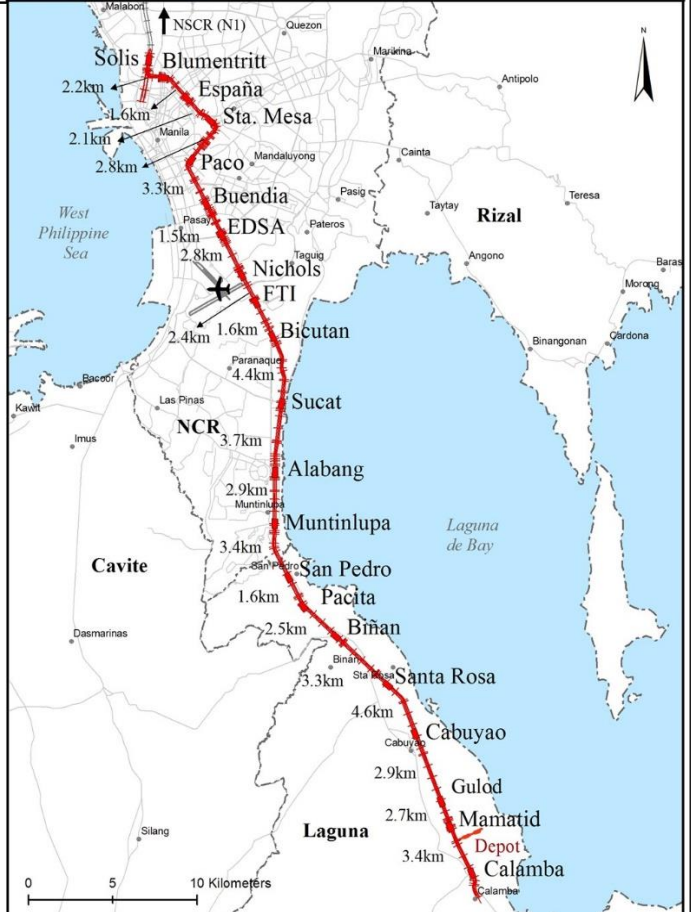 Malabon
NSCR (N1)
Quezon
Marikina
Solis
Blumentritt
2.2km
España
1.6km
Antipolo
Sta. Mesa
2.1km
Manila
2.8km
Paco
Mandaluyong
Cainta
3.3km
Buendia
Pasig
Taytay
Teresa
Rizal
West
Philippine
Sea
Pasay
EDSA
Pateros
1.5km
2.8km
Nichols
Taguig
Angono
Baras
FTI
Morong
2.4km
1.6km
Bicutan
Binangonan
Cardona
Paranaque
4.4km
Bacoor
Kawit
Las Pinas
Sucat
NCR
Imus
3.7km
Alabang
2.9km
Muntinlupa
Muntinlupa
Laguna
de Bay
3.4km
Cavite
San Pedro
San Pedro
1.6km
Pacita
2.5km
Biñan
Dasmarinas
Binan
3.3km
Sta Rosa
Santa Rosa
4.6km
Cabuyao
Cabuyao
2.9km
Gulod
2.7km
Mamatid
Silang
Laguna
Depot
3.4km
Calamba
Calamba
0 5 10 Kilometers